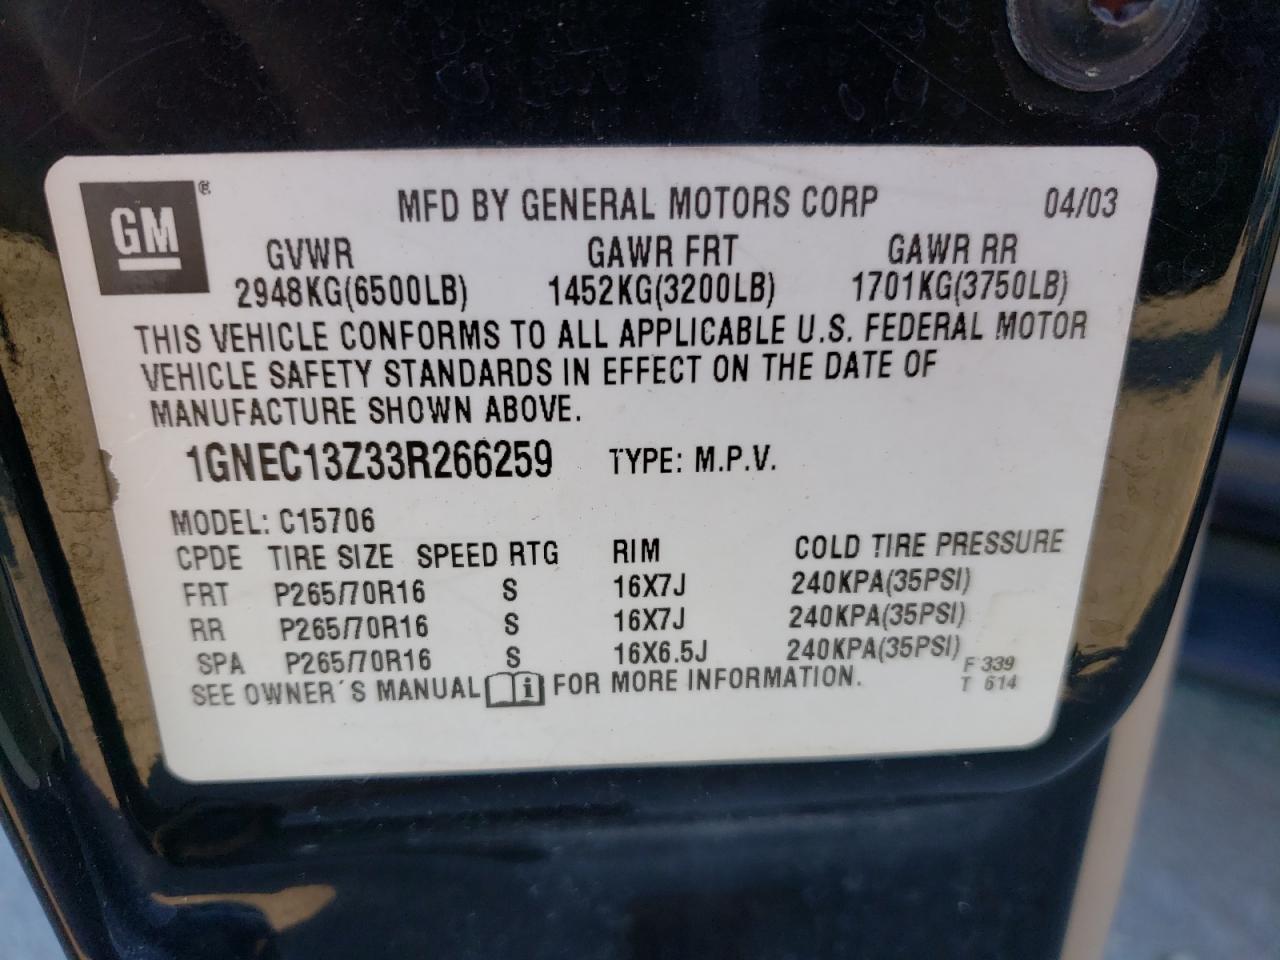 GM ®
MFD BY GENERAL MOTORS CORP 04/03
GVWR GAWR FRT GAWR RR
2948KG(6500LB) 1452KG(3200LB) 1701KG(3750LB)
THIS VEHICLE CONFORMS TO ALL APPLICABLE U.S. FEDERAL MOTOR
VEHICLE SAFETY STANDARDS IN EFFECT ON THE DATE OF
MANUFACTURE SHOWN ABOVE.
1GNEC13Z33R266259 TYPE: M.P.V.
MODEL: C15706
CPDE TIRE SIZE SPEED RTG RIM COLD TIRE PRESSURE
FRT P265/70R16 S 16X7J 240KPA(35PSI)
RR P265/70R16 S 16X7J 240KPA(35PSI)
SPA P265/70R16 S 16X6.5J 240KPA(35PSI)
SEE OWNER´S MANUAL i FOR MORE INFORMATION.
F 339
T 614